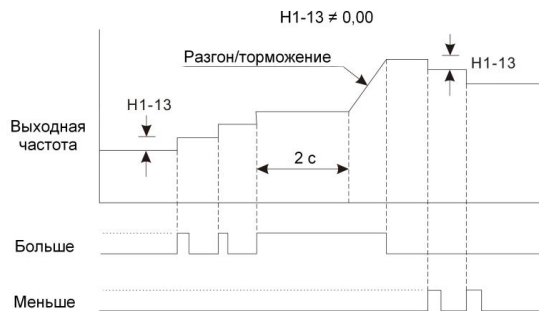 H1-13 ≠ 0,00
Разгон/торможение
H1-13
H1-13
Выходная
частота
2 с
Больше
Меньше